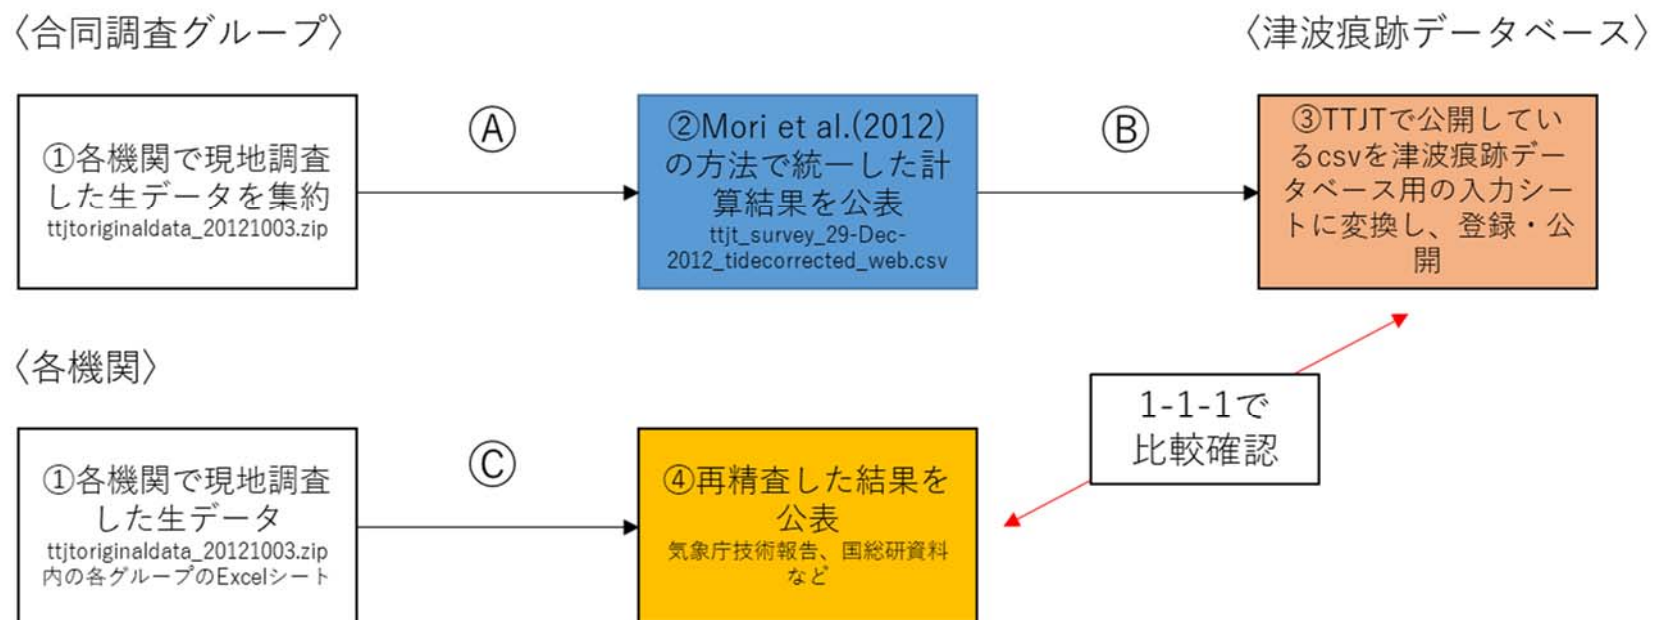 〈合同調査グループ〉
〈津波痕跡データベース〉
①各機関で現地調査
した生データを集約
ttjtoriginaldata_20121003.zip
Ⓐ
②Mori et al.(2012)
の方法で統一した計
算結果を公表
ttjt_survey_29-Dec-
2012_tidecorrected_web.csv
Ⓑ
③TTJTで公開してい
るcsvを津波痕跡デー
タベース用の入力シー
トに変換し、登録・公
開
〈各機関〉
①各機関で現地調査
した生データ
ttjtoriginaldata_20121003.zip
内の各グループのExcelシート
Ⓒ
④再精査した結果を
公表
気象庁技術報告、国総研資料
など
1-1-1で
比較確認